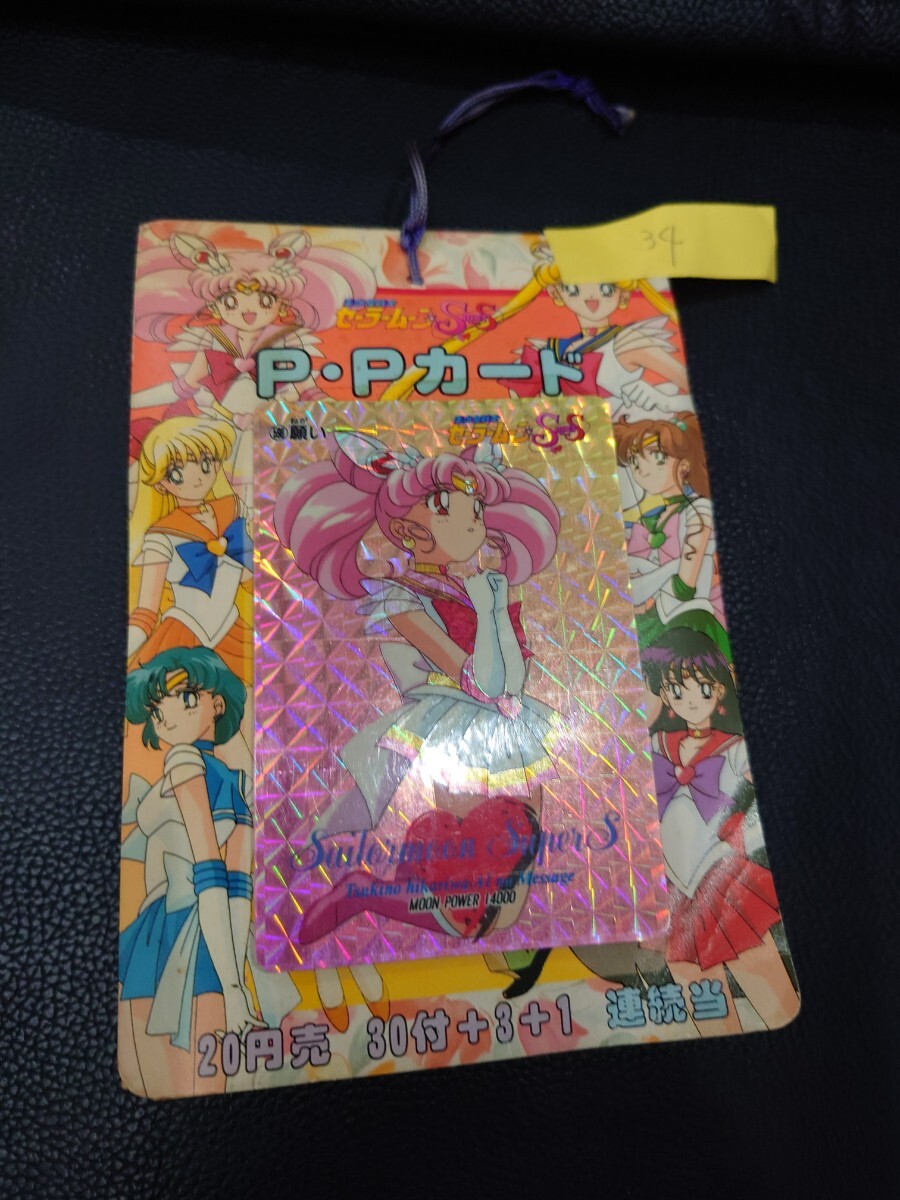 34
美少女戦士
セーラームーンSuperS
P・Pカード
願い
ねが
美少女戦士
セーラームーンSuperS
Sailormoon SuperS
Tsukino hikari wa Message
MOON POWER 14000
20円売 30付+3+1 連続当